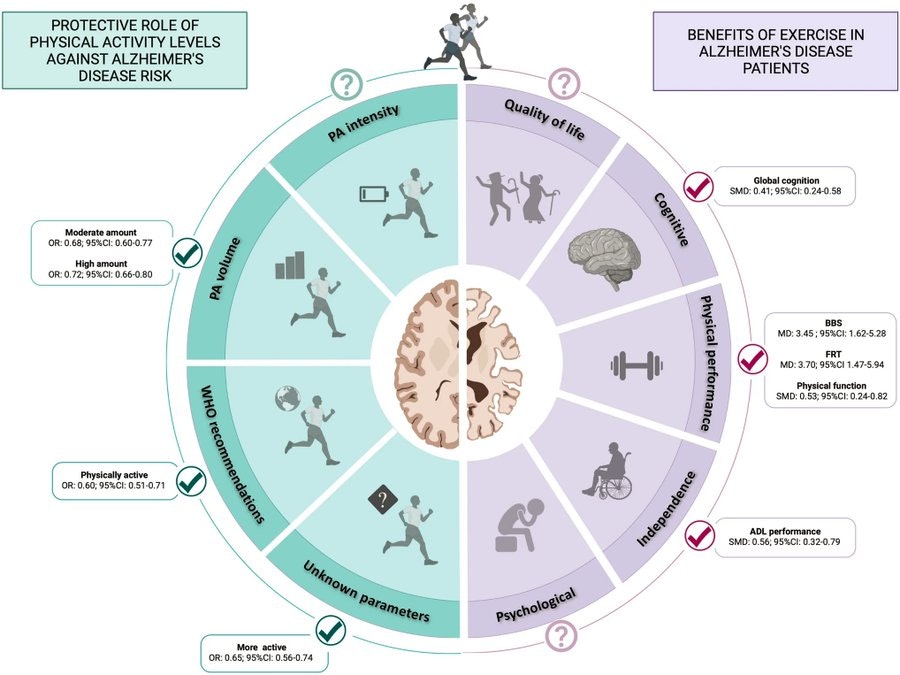 PROTECTIVE ROLE OF
PHYSICAL ACTIVITY LEVELS
AGAINST ALZHEIMER'S
DISEASE RISK
BENEFITS OF EXERCISE IN
ALZHEIMER'S DISEASE
PATIENTS
?
?
PA intensity
Quality of life
Cognitive
Global cognition
SMD: 0.41; 95%CI: 0.24-0.58
Moderate amount
OR: 0.68; 95%CI: 0.60-0.77
High amount
OR: 0.72; 95%CI: 0.66-0.80
PA volume
Physical performance
BBS
MD: 3.45 ; 95%CI: 1.62-5.28
FRT
MD: 3.70; 95%CI 1.47-5.94
Physical function
SMD: 0.53; 95%CI: 0.24-0.82
WHO recommendations
Physically active
OR: 0.60; 95%CI: 0.51-0.71
?
Independence
ADL performance
SMD: 0.56; 95%CI: 0.32-0.79
Unknown parameters
Psychological
?
More active
OR: 0.65; 95%CI: 0.56-0.74